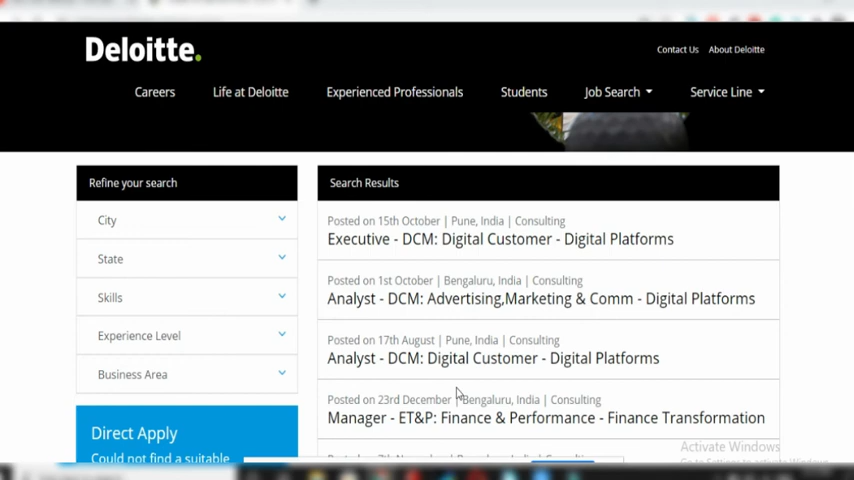 Deloitte.
Contact Us About Deloitte
Careers Life at Deloitte Experienced Professionals Students Job Search Service Line
Refine your search
City
State
Skills
Experience Level
Business Area
Direct Apply
Could not find a suitable
Search Results
Posted on 15th October | Pune, India | Consulting
Executive - DCM: Digital Customer - Digital Platforms
Posted on 1st October | Bengaluru, India | Consulting
Analyst - DCM: Advertising,Marketing & Comm - Digital Platforms
Posted on 17th August | Pune, India | Consulting
Analyst - DCM: Digital Customer - Digital Platforms
Posted on 23rd December | Bengaluru, India | Consulting
Manager - ET&P: Finance & Performance - Finance Transformation
Activate Windows